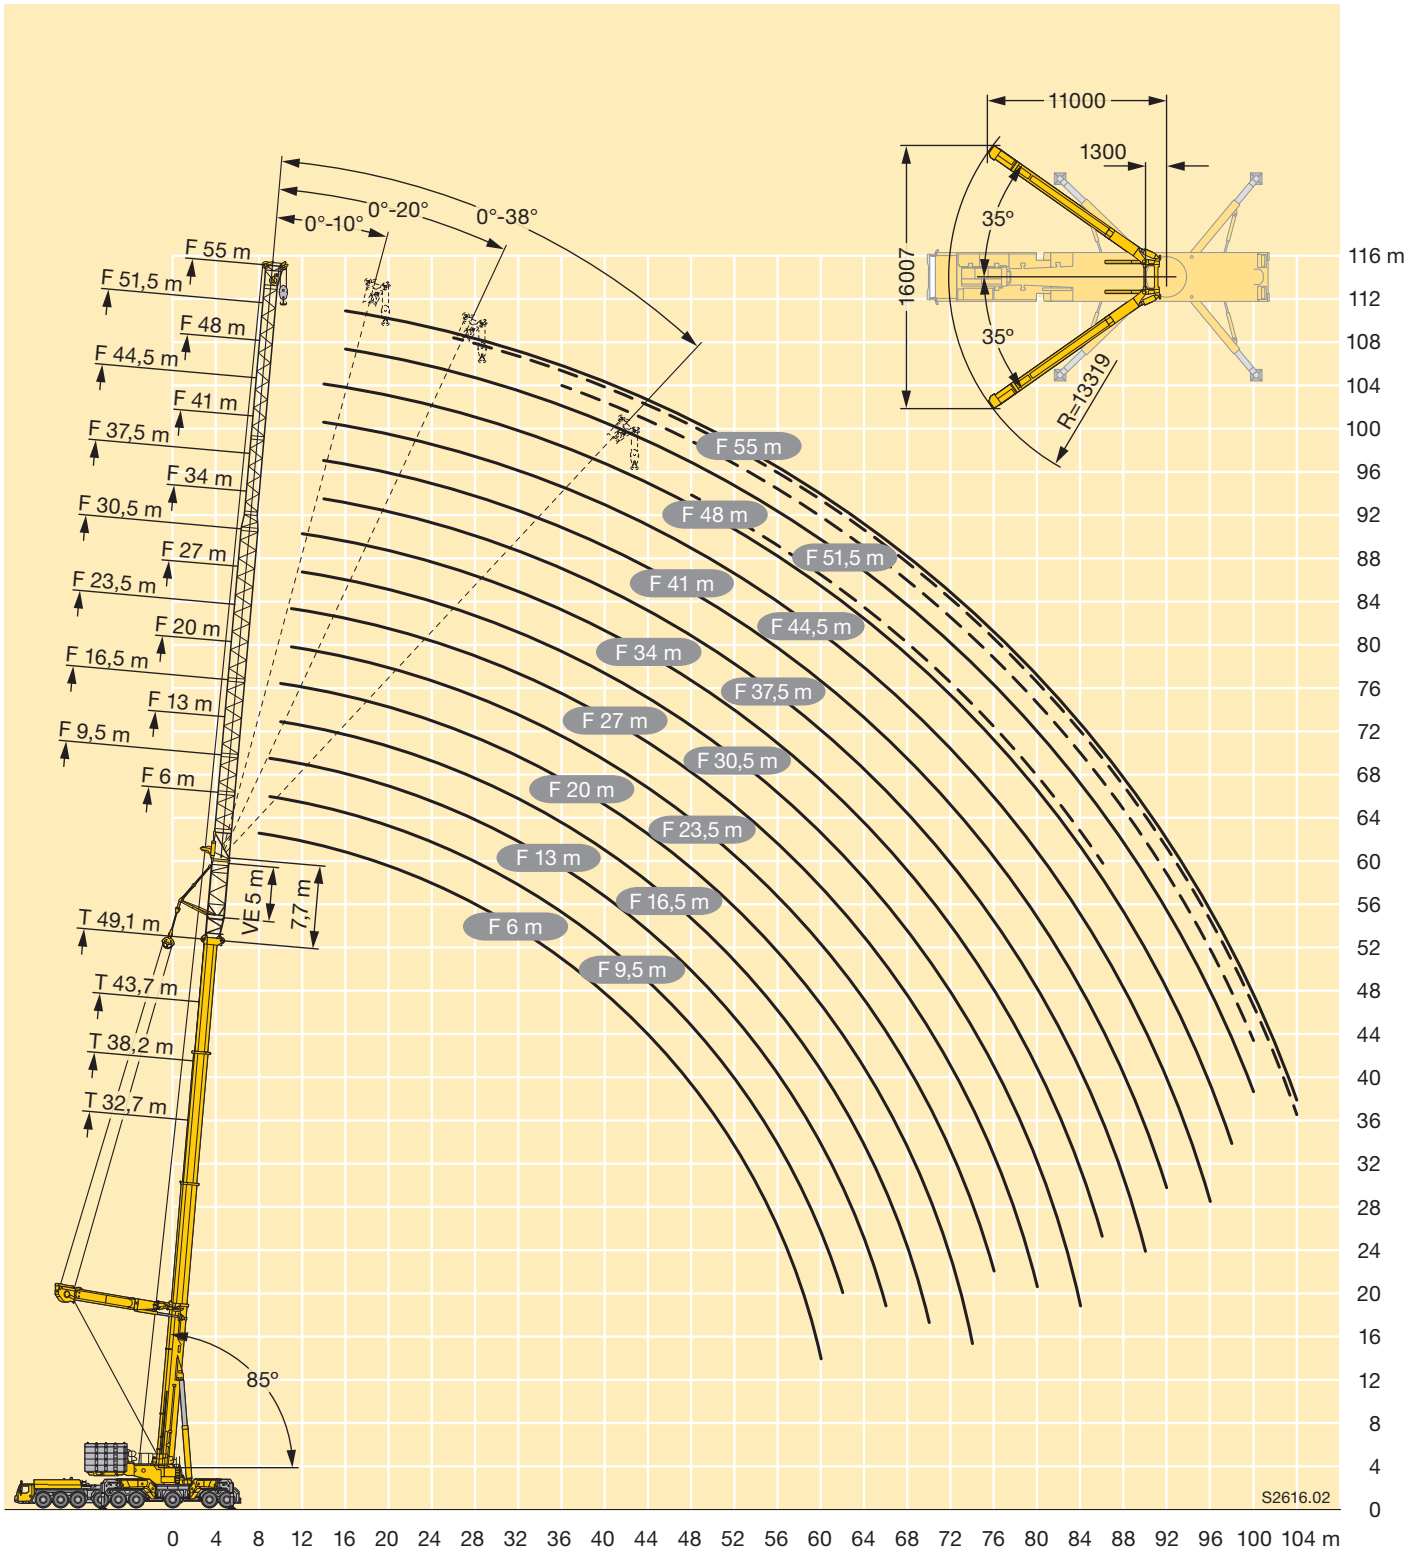 11000
1300
35°
16007
35°
R=13319
0°-38°
0°-20°
0°-10°
F 55 m
F 51,5 m
F 48 m
F 44,5 m
F 41 m
F 37,5 m
F 34 m
F 30,5 m
F 27 m
F 23,5 m
F 20 m
F 16,5 m
F 13 m
F 9,5 m
F 6 m
VE 5 m
7,7 m
T 49,1 m
T 43,7 m
T 38,2 m
T 32,7 m
85°
F 55 m
F 48 m
F 51,5 m
F 41 m
F 44,5 m
F 34 m
F 37,5 m
F 27 m
F 30,5 m
F 20 m
F 23,5 m
F 13 m
F 16,5 m
F 6 m
F 9,5 m
116 m
112
108
104
100
96
92
88
84
80
76
72
68
64
60
56
52
48
44
40
36
32
28
24
20
16
12
8
4
0
S2616.02
0 4 8 12 16 20 24 28 32 36 40 44 48 52 56 60 64 68 72 76 80 84 88 92 96 100 104 m